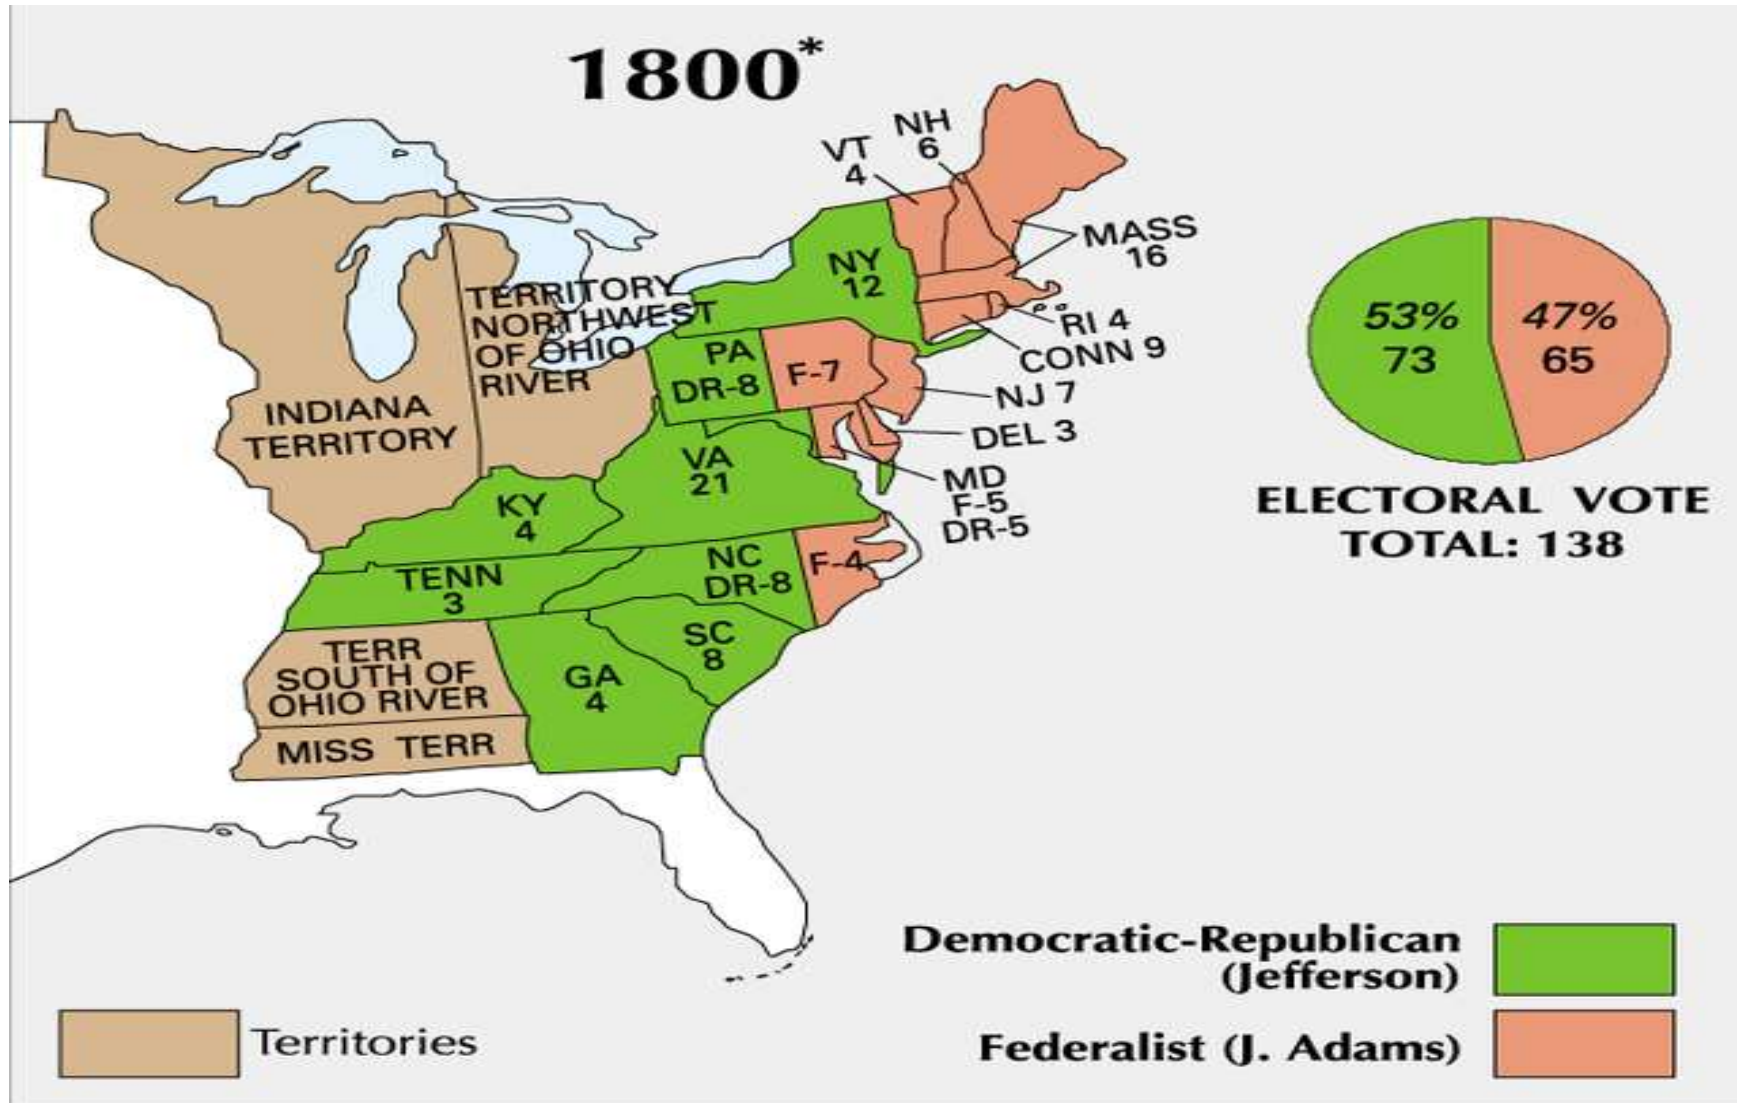 1800*
NH
6
VT
4
MASS
16
NY
12
RI 4
CONN 9
NJ 7
DEL 3
MD
F-5
DR-5
TERRITORY
NORTHWEST
OF OHIO
RIVER
PA
DR-8
F-7
INDIANA
TERRITORY
VA
21
KY
4
NC
DR-8
F-4
TENN
3
SC
8
TERR
SOUTH OF
OHIO RIVER
GA
4
MISS TERR
53%
73
47%
65
ELECTORAL VOTE
TOTAL: 138
Democratic-Republican
(Jefferson)
Federalist (J. Adams)
Territories